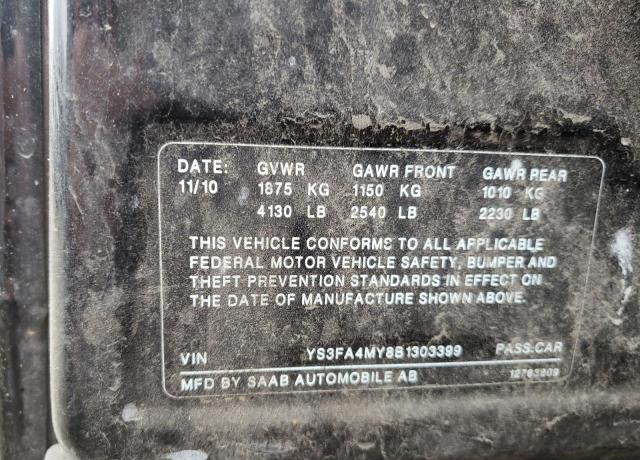 DATE: GVWR GAWR FRONT GAWR REAR
11/10 1875 KG 1150 KG 1010 KG
4130 LB 2540 LB 2230 LB
THIS VEHICLE CONFORMS TO ALL APPLICABLE
FEDERAL MOTOR VEHICLE SAFETY, BUMPER AND
THEFT PREVENTION STANDARDS IN EFFECT ON
THE DATE OF MANUFACTURE SHOWN ABOVE.
VIN YS3FA4MY8B1303399 PASS.CAR
MFD BY SAAB AUTOMOBILE AB 12783809